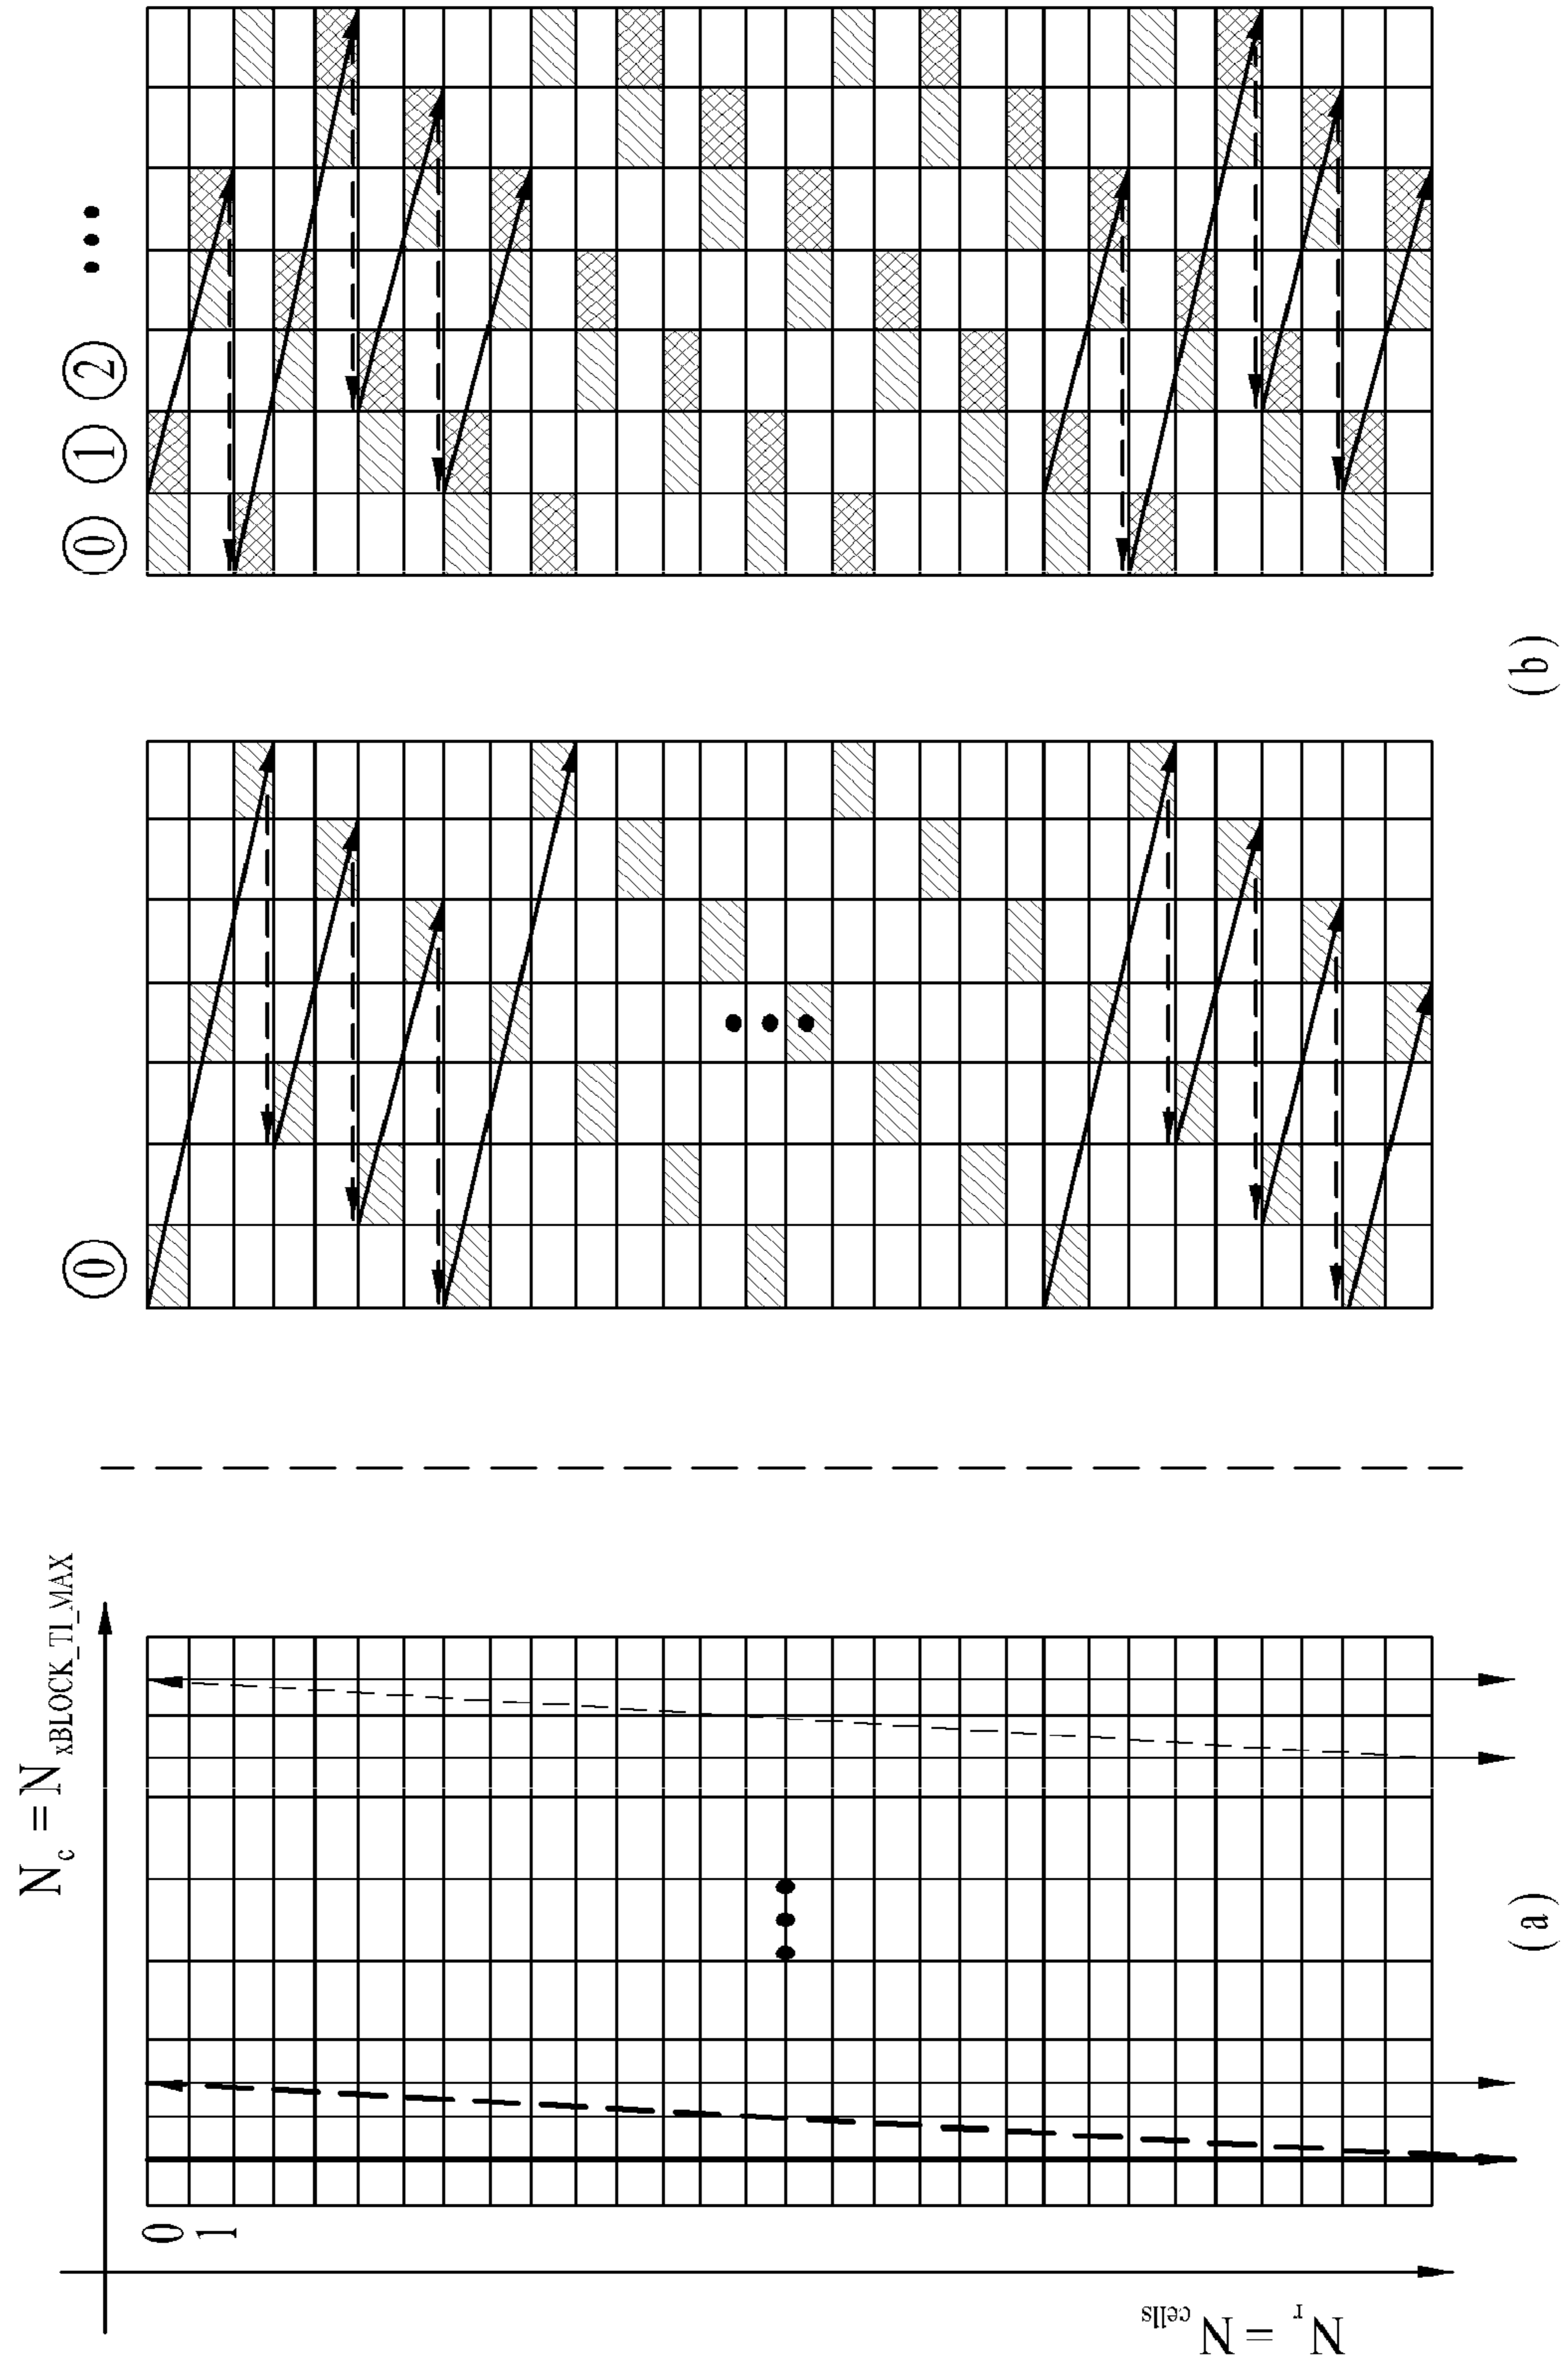 N_c = N_xBLOCK_TI_MAX
N_r = N_cells
0
1
(a)
0
0 1 2 •••
(b)